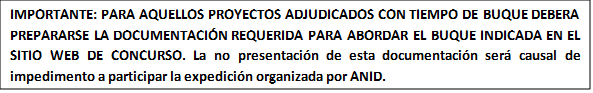 IMPORTANTE: PARA AQUELLOS PROYECTOS ADJUDICADOS CON TIEMPO DE BUQUE DEBERA
PREPARARSE LA DOCUMENTACIÓN REQUERIDA PARA ABORDAR EL BUQUE INDICADA EN EL
SITIO WEB DE CONCURSO. La no presentación de esta documentación será causal de
impedimento a participar la expedición organizada por ANID.